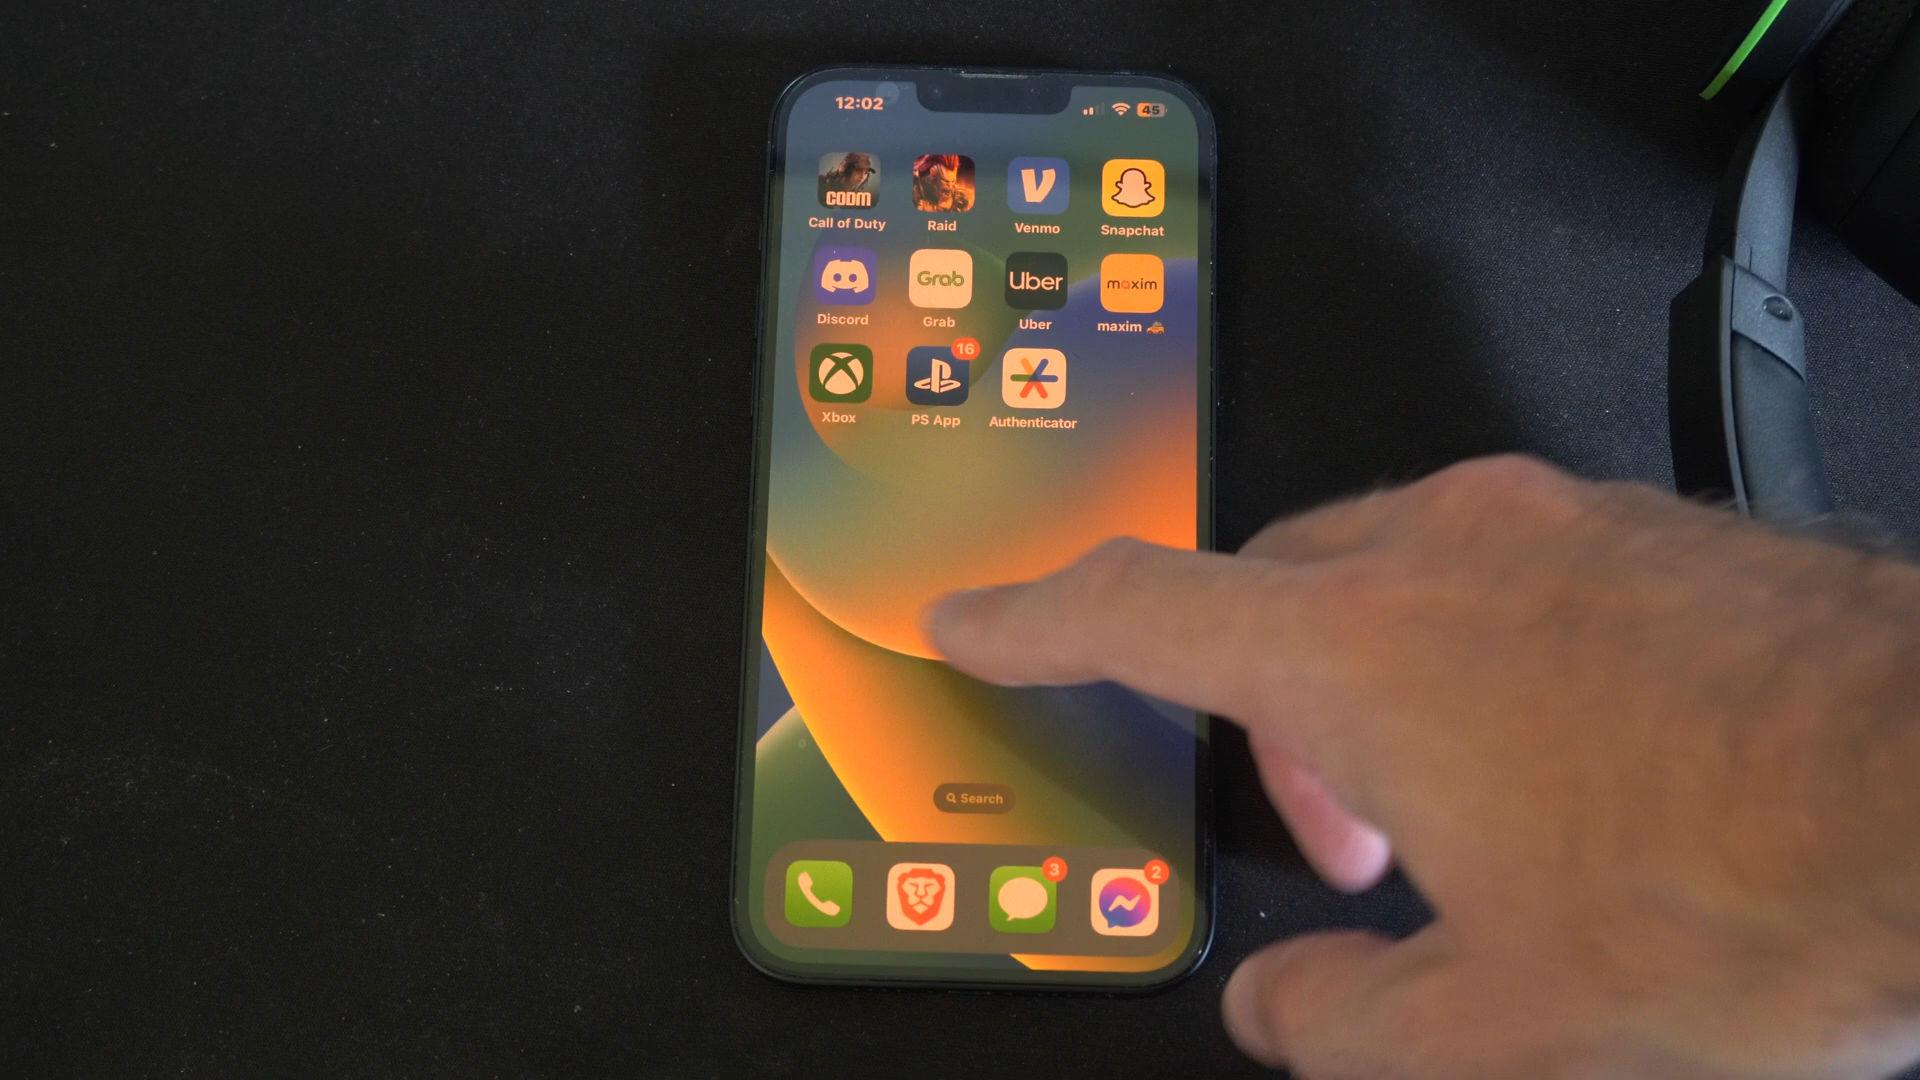 12:02
45
CODM
Call of Duty
Raid
Venmo
Snapchat
Discord
Grab
Grab
Uber
Uber
maxim
maxim 🚕
16
Xbox
PS App
Authenticator
Search
3
2